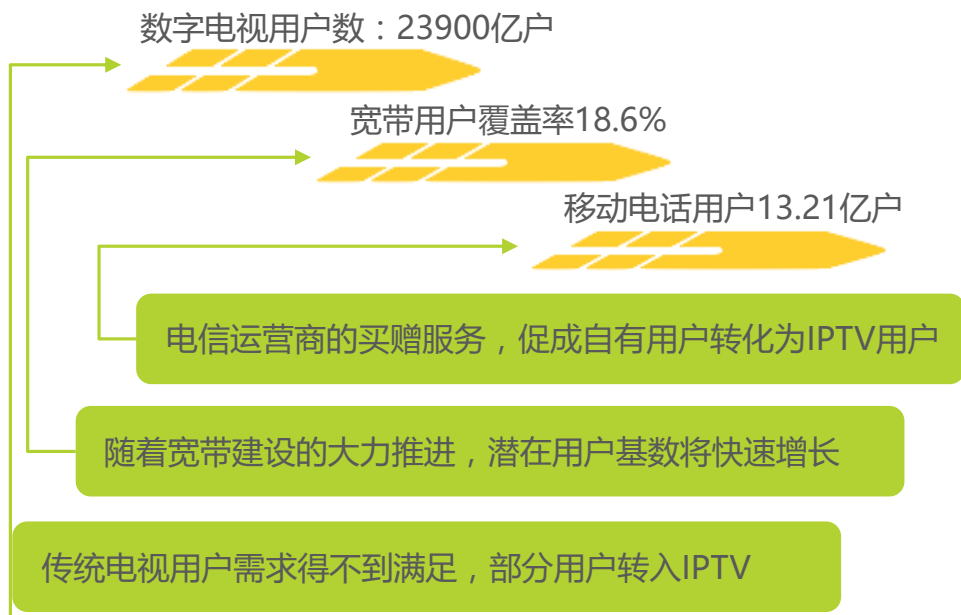 数字电视用户数：23900亿户
宽带用户覆盖率18.6%
移动电话用户13.21亿户
电信运营商的买赠服务，促成自有用户转化为IPTV用户
随着宽带建设的大力推进，潜在用户基数将快速增长
传统电视用户需求得不到满足，部分用户转入IPTV